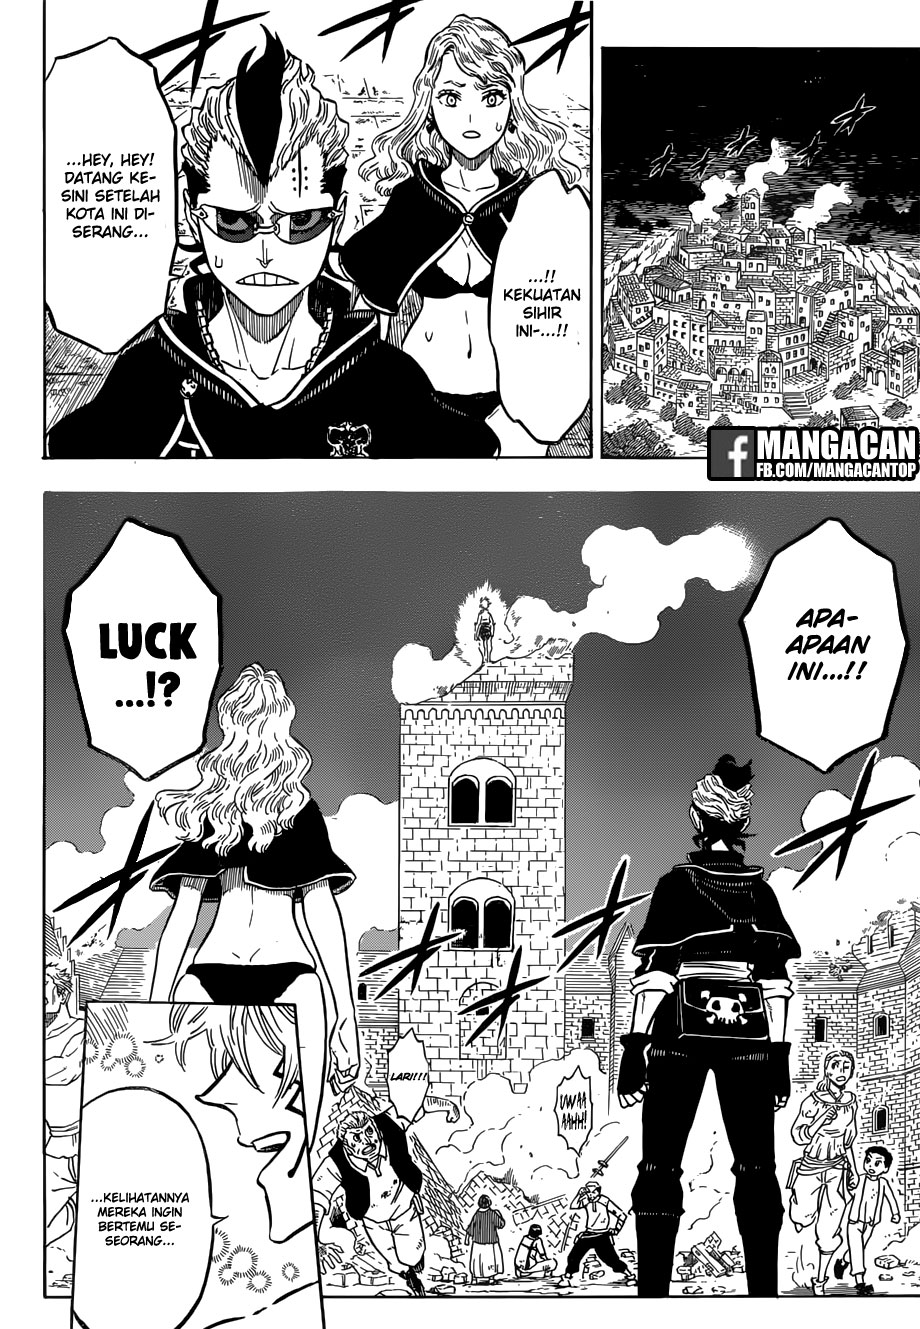 ...HEY, HEY!
DATANG KE-
SINI SETELAH
KOTA INI DI-
SERANG...
...!!
KEKUATAN
SIHIR
INI-...!!
MANGACAN
FB.COM/MANGACANTOP
LUCK
...!?
APA-
APAAN
INI...!!
LARI!!!
UWAA
AAHH!
...KELIHATANNYA
MEREKA INGIN
BERTEMU SE-
SEORANG...